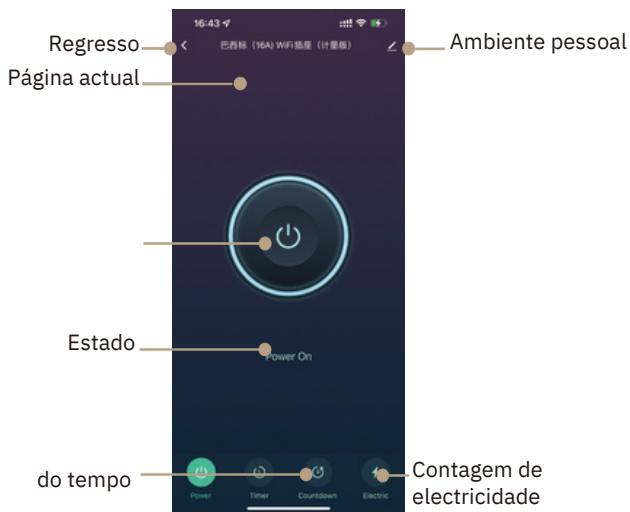 16:43
Regresso
巴西标（16A) WiFi插座（计量版）
Ambiente pessoal
Página actual
Estado
Power On
do tempo
Contagem de
electricidade
Power
Timer
Countdown
Electric